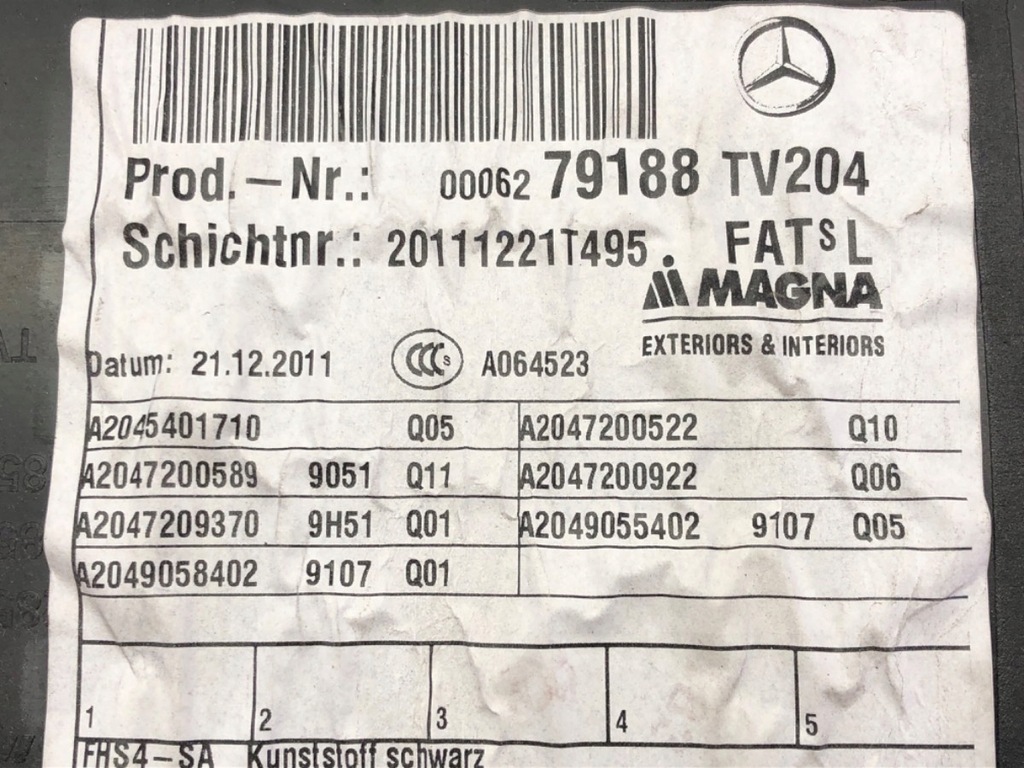 Prod.-Nr.: 00062 79188 TV204
Schichtnr.: 20111221T495. FATSL
MAGNA
EXTERIORS & INTERIORS
Datum: 21.12.2011 CCC S A064523
A2045401710 Q05 A2047200522 Q10
A2047200589 9051 Q11 A2047200922 Q06
A2047209370 9H51 Q01 A2049055402 9107 Q05
A2049058402 9107 Q01
1 2 3 4 5
FHS4-SA Kunststoff schwarz